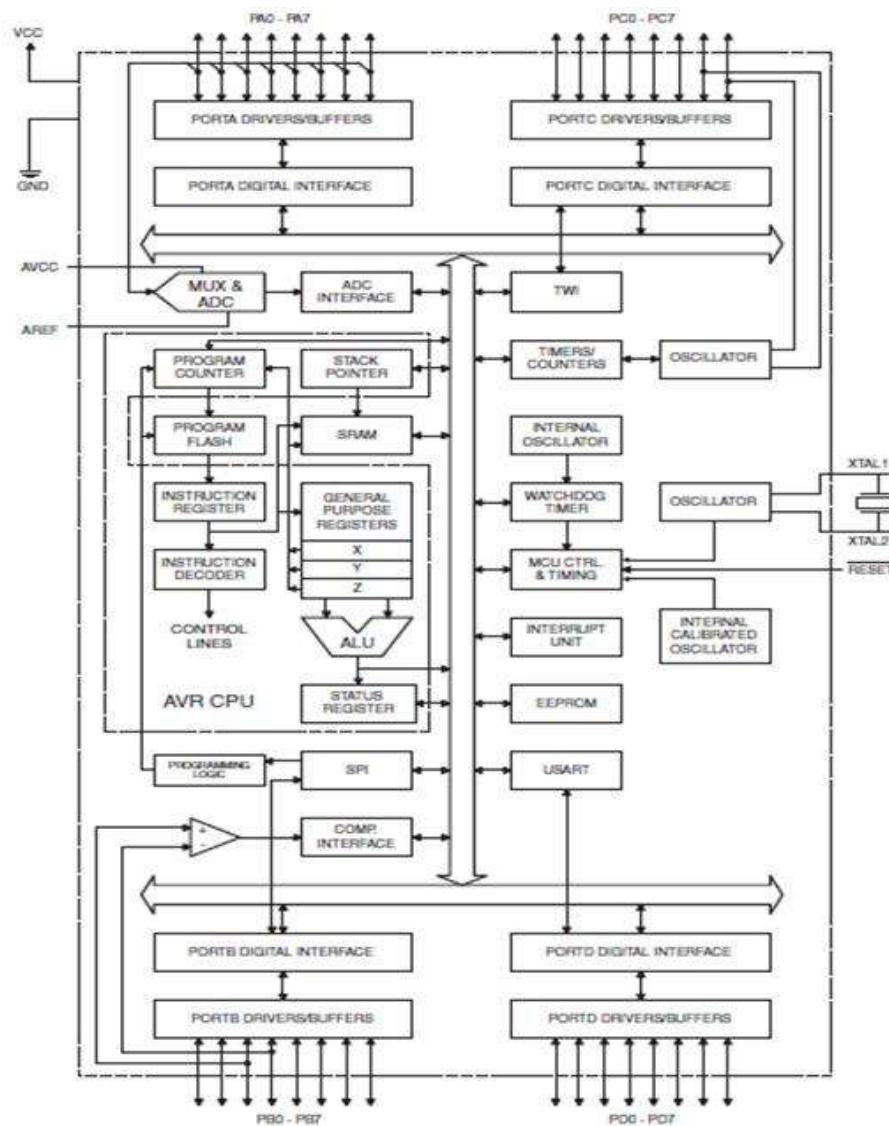 PA0 - PA7
PC0 - PC7
VCC
PORTA DRIVERS/BUFFERS
PORTC DRIVERS/BUFFERS
GND
PORTA DIGITAL INTERFACE
PORTC DIGITAL INTERFACE
AVCC
MUX &
ADC
ADC
INTERFACE
TWI
AREF
PROGRAM
COUNTER
STACK
POINTER
TIMERS/
COUNTERS
OSCILLATOR
PROGRAM
FLASH
SRAM
INTERNAL
OSCILLATOR
XTAL1
INSTRUCTION
REGISTER
GENERAL
PURPOSE
REGISTERS
WATCHDOG
TIMER
OSCILLATOR
XTAL2
X
INSTRUCTION
DECODER
Y
MCU CTRL.
& TIMING
RESET
Z
CONTROL
LINES
ALU
INTERRUPT
UNIT
INTERNAL
CALIBRATED
OSCILLATOR
AVR CPU
STATUS
REGISTER
EEPROM
PROGRAMMING
LOGIC
SPI
USART
+
-
COMP.
INTERFACE
PORTB DIGITAL INTERFACE
PORTD DIGITAL INTERFACE
PORTB DRIVERS/BUFFERS
PORTD DRIVERS/BUFFERS
PB0 - PB7
PD0 - PD7